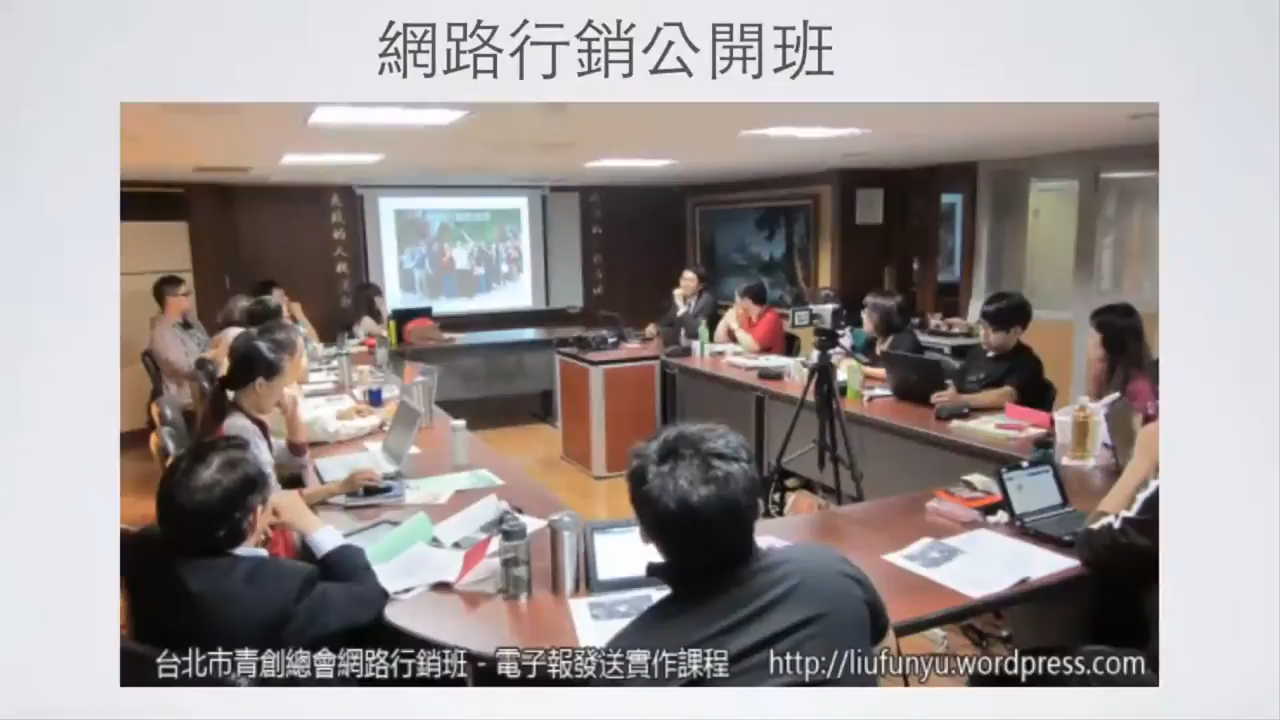 網路行銷公開班
台北市青創總會網路行銷班 - 電子報發送實作課程 http://liufunyu.wordpress.com